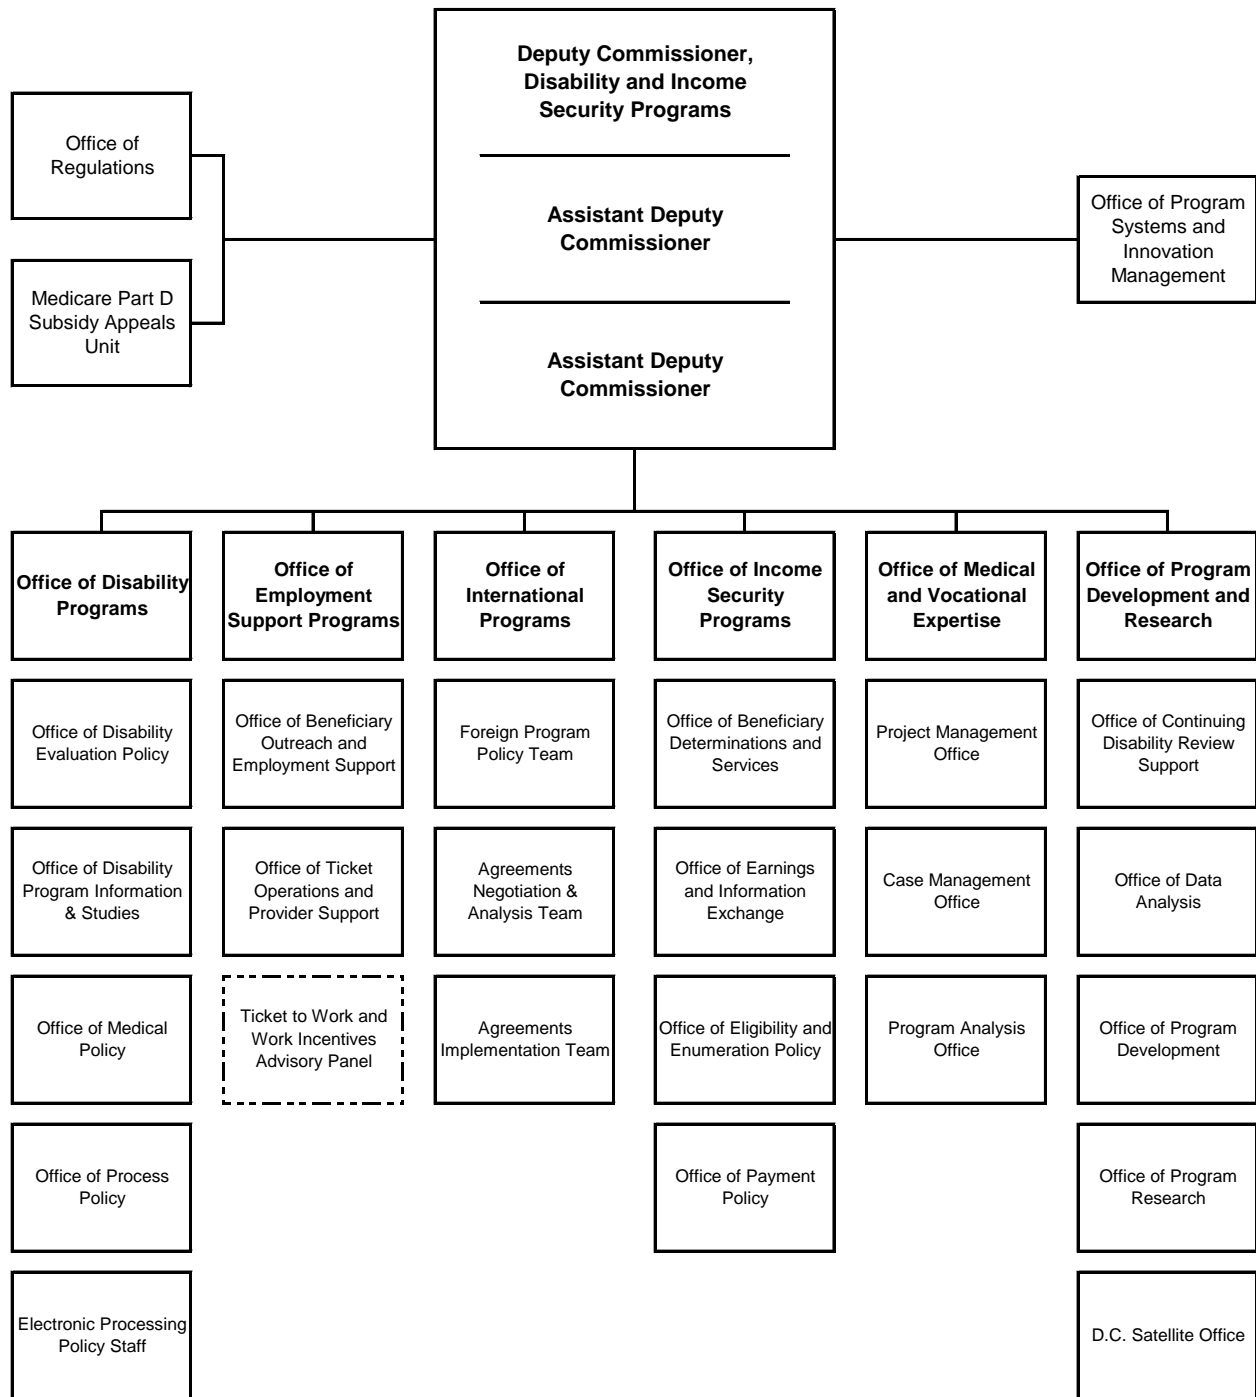 Deputy Commissioner,
Disability and Income
Security Programs
Assistant Deputy
Commissioner
Assistant Deputy
Commissioner
Office of
Regulations
Medicare Part D
Subsidy Appeals
Unit
Office of Program
Systems and
Innovation
Management
Office of Disability
Programs
Office of
Employment
Support Programs
Office of
International
Programs
Office of Income
Security
Programs
Office of Medical
and Vocational
Expertise
Office of Program
Development and
Research
Office of Disability
Evaluation Policy
Office of Beneficiary
Outreach and
Employment Support
Foreign Program
Policy Team
Office of Beneficiary
Determinations and
Services
Project Management
Office
Office of Continuing
Disability Review
Support
Office of Disability
Program Information
& Studies
Office of Ticket
Operations and
Provider Support
Agreements
Negotiation &
Analysis Team
Office of Earnings
and Information
Exchange
Case Management
Office
Office of Data
Analysis
Office of Medical
Policy
Ticket to Work and
Work Incentives
Advisory Panel
Agreements
Implementation Team
Office of Eligibility and
Enumeration Policy
Program Analysis
Office
Office of Program
Development
Office of Process
Policy
Office of Payment
Policy
Office of Program
Research
Electronic Processing
Policy Staff
D.C. Satellite Office